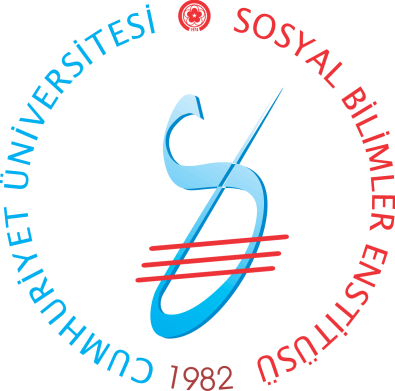 CUMHURİYET ÜNİVERSİTESİ
SOSYAL BİLİMLER ENSTİTÜSÜ
1982